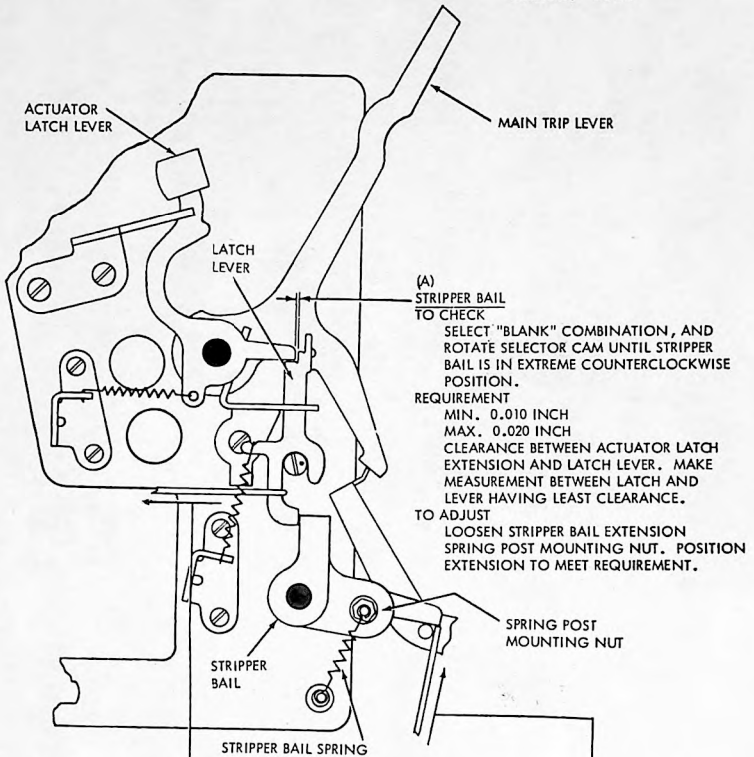 ACTUATOR
LATCH LEVER
MAIN TRIP LEVER
LATCH
LEVER
(A)
STRIPPER BAIL
TO CHECK
SELECT "BLANK" COMBINATION, AND
ROTATE SELECTOR CAM UNTIL STRIPPER
BAIL IS IN EXTREME COUNTERCLOCKWISE
POSITION.
REQUIREMENT
MIN. 0.010 INCH
MAX. 0.020 INCH
CLEARANCE BETWEEN ACTUATOR LATCH
EXTENSION AND LATCH LEVER. MAKE
MEASUREMENT BETWEEN LATCH AND
LEVER HAVING LEAST CLEARANCE.
TO ADJUST
LOOSEN STRIPPER BAIL EXTENSION
SPRING POST MOUNTING NUT. POSITION
EXTENSION TO MEET REQUIREMENT.
SPRING POST
MOUNTING NUT
STRIPPER
BAIL
STRIPPER BAIL SPRING